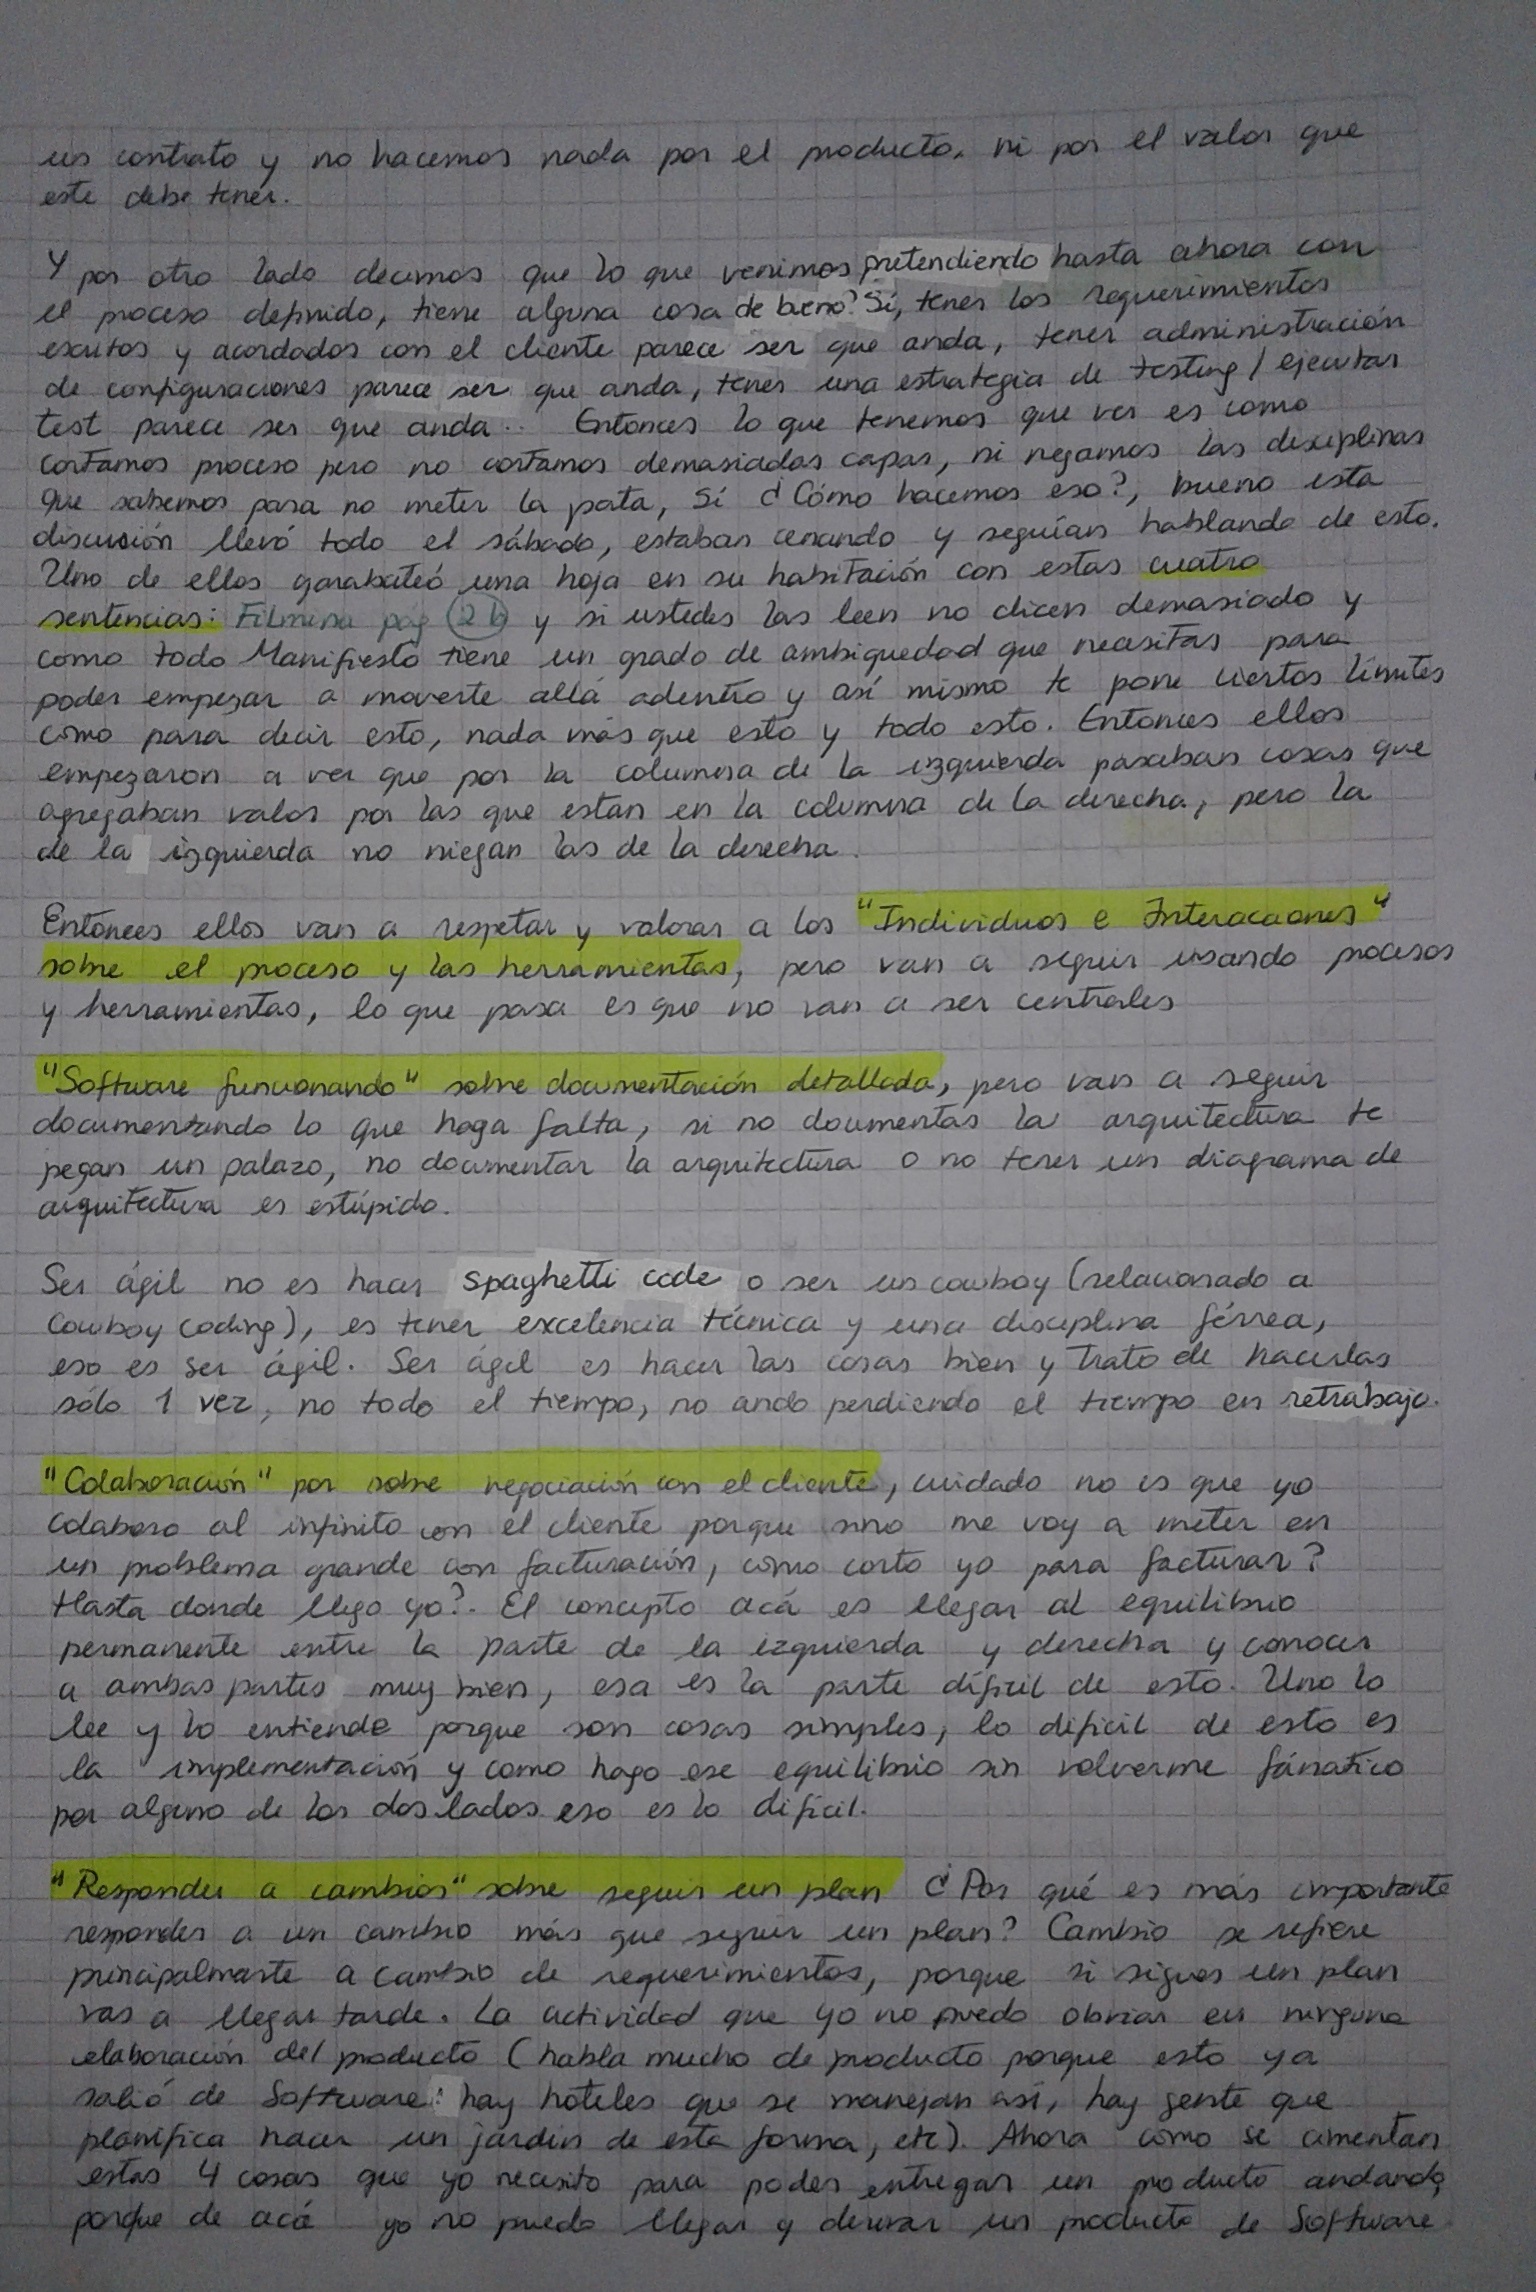 un contrato y no hacemos nada por el producto, ni por el valor que
este debe tener.
Y por otro lado decimos que lo que venimos pretendiendo hasta ahora con
el proceso definido, tiene alguna cosa de bueno? Sí, tener los requerimientos
escritos y acordados con el cliente parece ser que anda, tener administración
de configuraciones parece ser que anda, tener una estrategia de testing / ejecutar
test parece ser que anda.. Entonces lo que tenemos que ver es como
cortamos proceso pero no cortamos demasiadas capas, ni negamos las disciplinas
que sabemos para no meter la pata, Sí ¿Cómo hacemos eso?, bueno esta
discusión llevó todo el sábado, estaban cenando y seguían hablando de esto.
Uno de ellos garabateó una hoja en su habitación con estas cuatro
sentencias: Filmina pág 2b y si ustedes las leen no dicen demasiado y
como todo Manifiesto tiene un grado de ambiguedad que necesitas para
poder empezar a moverte allá adentro y así mismo te pone ciertos límites
como para decir esto, nada más que esto y todo esto. Entonces ellos
empezaron a ver que por la columna de la izquierda pasaban cosas que
agregaban valor por las que estan en la columna de la derecha, pero la
de la izquierda no niegan las de la derecha.
Entonces ellos van a respetar y valorar a los "Individuos e Interacciones"
sobre el proceso y las herramientas, pero van a seguir usando procesos
y herramientas, lo que pasa es que no van a ser centrales
"Software funcionando" sobre documentación detallada, pero van a seguir
documentando lo que haga falta, si no documentas la arquitectura te
pegan un palazo, no documentar la arquitectura o no tener un diagrama de
arquitectura es estúpido.
Ser ágil no es hacer spaghetti code o ser un cowboy (relacionado a
cowboy coding), es tener excelencia técnica y una disciplina férrea,
eso es ser ágil. Ser ágil es hacer las cosas bien y trato de hacerlas
sólo 1 vez, no todo el tiempo, no ando perdiendo el tiempo en retrabajo.
"Colaboración" por sobre negociación con el cliente, cuidado no es que yo
colaboro al infinito con el cliente porque sino me voy a meter en
un problema grande con facturación, como corto yo para facturar?
Hasta donde llego yo?. El concepto acá es llegar al equilibrio
permanente entre la parte de la izquierda y derecha y conocer
a ambas partes muy bien, esa es la parte díficil de esto. Uno lo
lee y lo entiende porque son cosas simples, lo dificil de esto es
la implementación y como hago ese equilibrio sin volverme fánatico
por alguno de los dos lados eso es lo difícil.
"Responder a cambios" sobre seguir un plan ¿Por qué es más importante
responder a un cambio más que seguir un plan? Cambio se refiere
principalmente a cambio de requerimientos, porque si sigues un plan
vas a llegar tarde. La actividad que yo no puedo obviar en ninguna
elaboración del producto (habla mucho de producto porque esto ya
salió de Software: hay hoteles que se manejan así, hay gente que
planifica hacer un jardín de esta forma, etc). Ahora como se cimentan
estas 4 cosas que yo necesito para poder entregar un producto andando,
porque de acá yo no puedo llegar y derivar un producto de Software